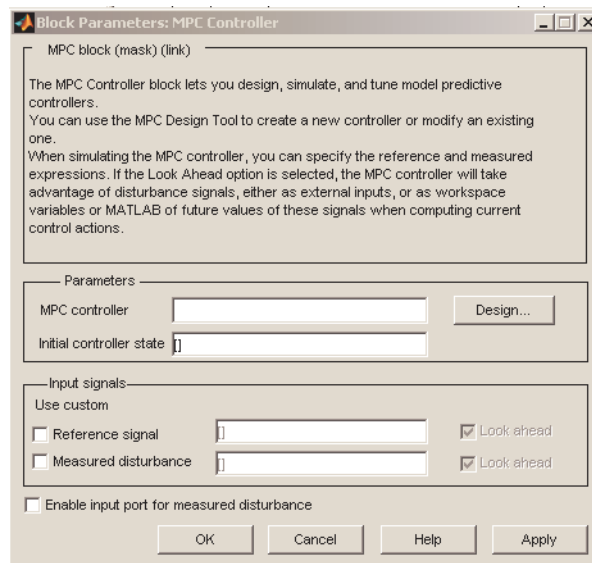 Block Parameters: MPC Controller
MPC block (mask) (link)
The MPC Controller block lets you design, simulate, and tune model predictive
controllers.
You can use the MPC Design Tool to create a new controller or modify an existing
one.
When simulating the MPC controller, you can specify the reference and measured
expressions. If the Look Ahead option is selected, the MPC controller will take
advantage of disturbance signals, either as external inputs, or as workspace
variables or MATLAB of future values of these signals when computing current
control actions.
Parameters
MPC controller Design...
Initial controller state []
Input signals
Use custom
Reference signal [] Look ahead
Measured disturbance [] Look ahead
Enable input port for measured disturbance
OK Cancel Help Apply